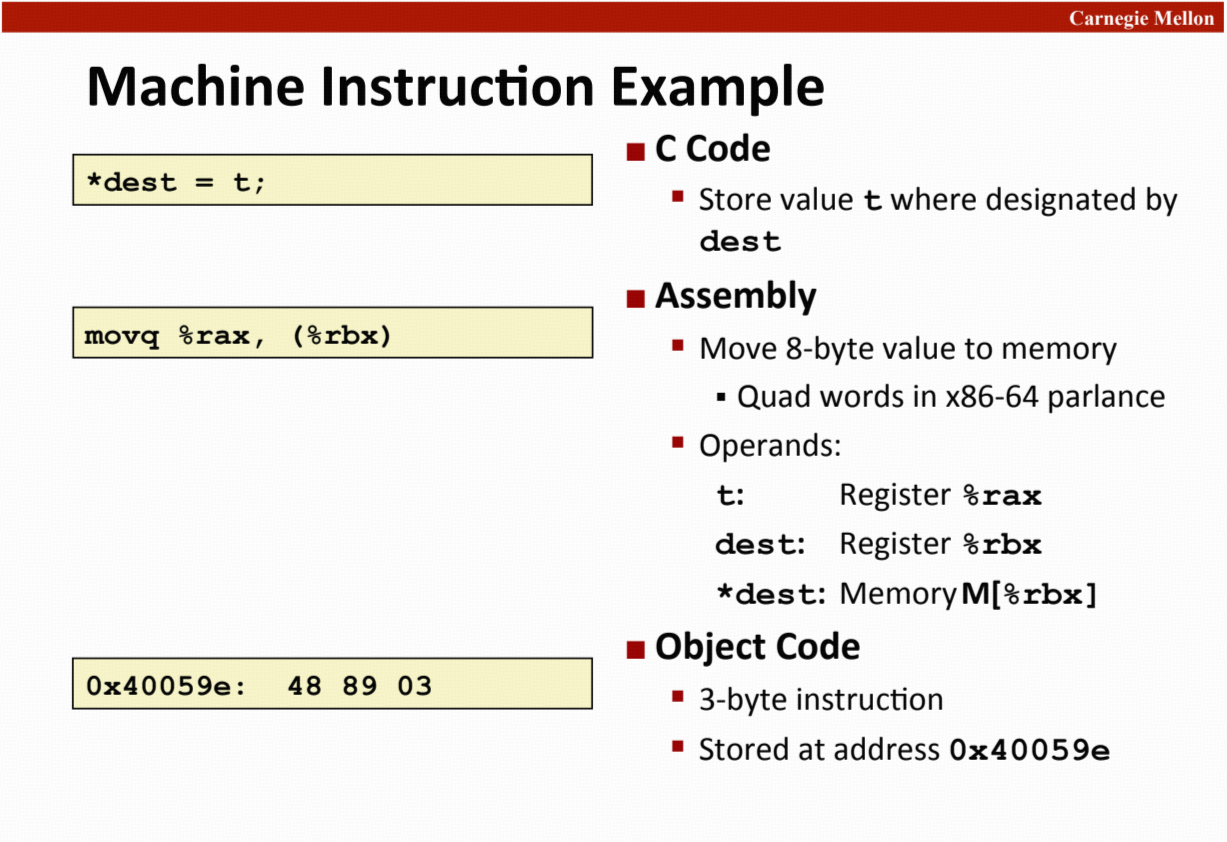 Carnegie Mellon
Machine Instruction Example
*dest = t;
movq %rax, (%rbx)
0x40059e:  48 89 03
■ C Code
▪ Store value t where designated by
dest
■ Assembly
▪ Move 8-byte value to memory
▪ Quad words in x86-64 parlance
▪ Operands:
t: Register %rax
dest: Register %rbx
*dest: Memory M[%rbx]
■ Object Code
▪ 3-byte instruction
▪ Stored at address 0x40059e